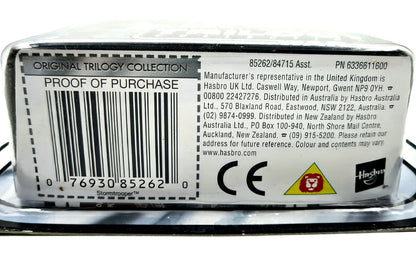 ORIGINAL TRILOGY COLLECTION
PROOF OF PURCHASE
0 76930 85262 0
Stormtrooper™
85262/84715 Asst. PN 6336611600
Manufacturer's representative in the United Kingdom is
Hasbro UK Ltd. Caswell Way, Newport, Gwent NP9 0YH. ☎
00800 22427276. Distributed in Australia by Hasbro Australia
Ltd., 570 Blaxland Road, Eastwood, NSW 2122, Australia. ☎
(02) 9874-0999. Distributed in New Zealand by Hasbro
Australia Ltd., PO Box 100-940, North Shore Mail Centre,
Auckland, New Zealand. ☎ (09) 915-5200. Please retain our
address for future reference. Colour and contents may vary.
www.hasbro.com
CE
Hasbro